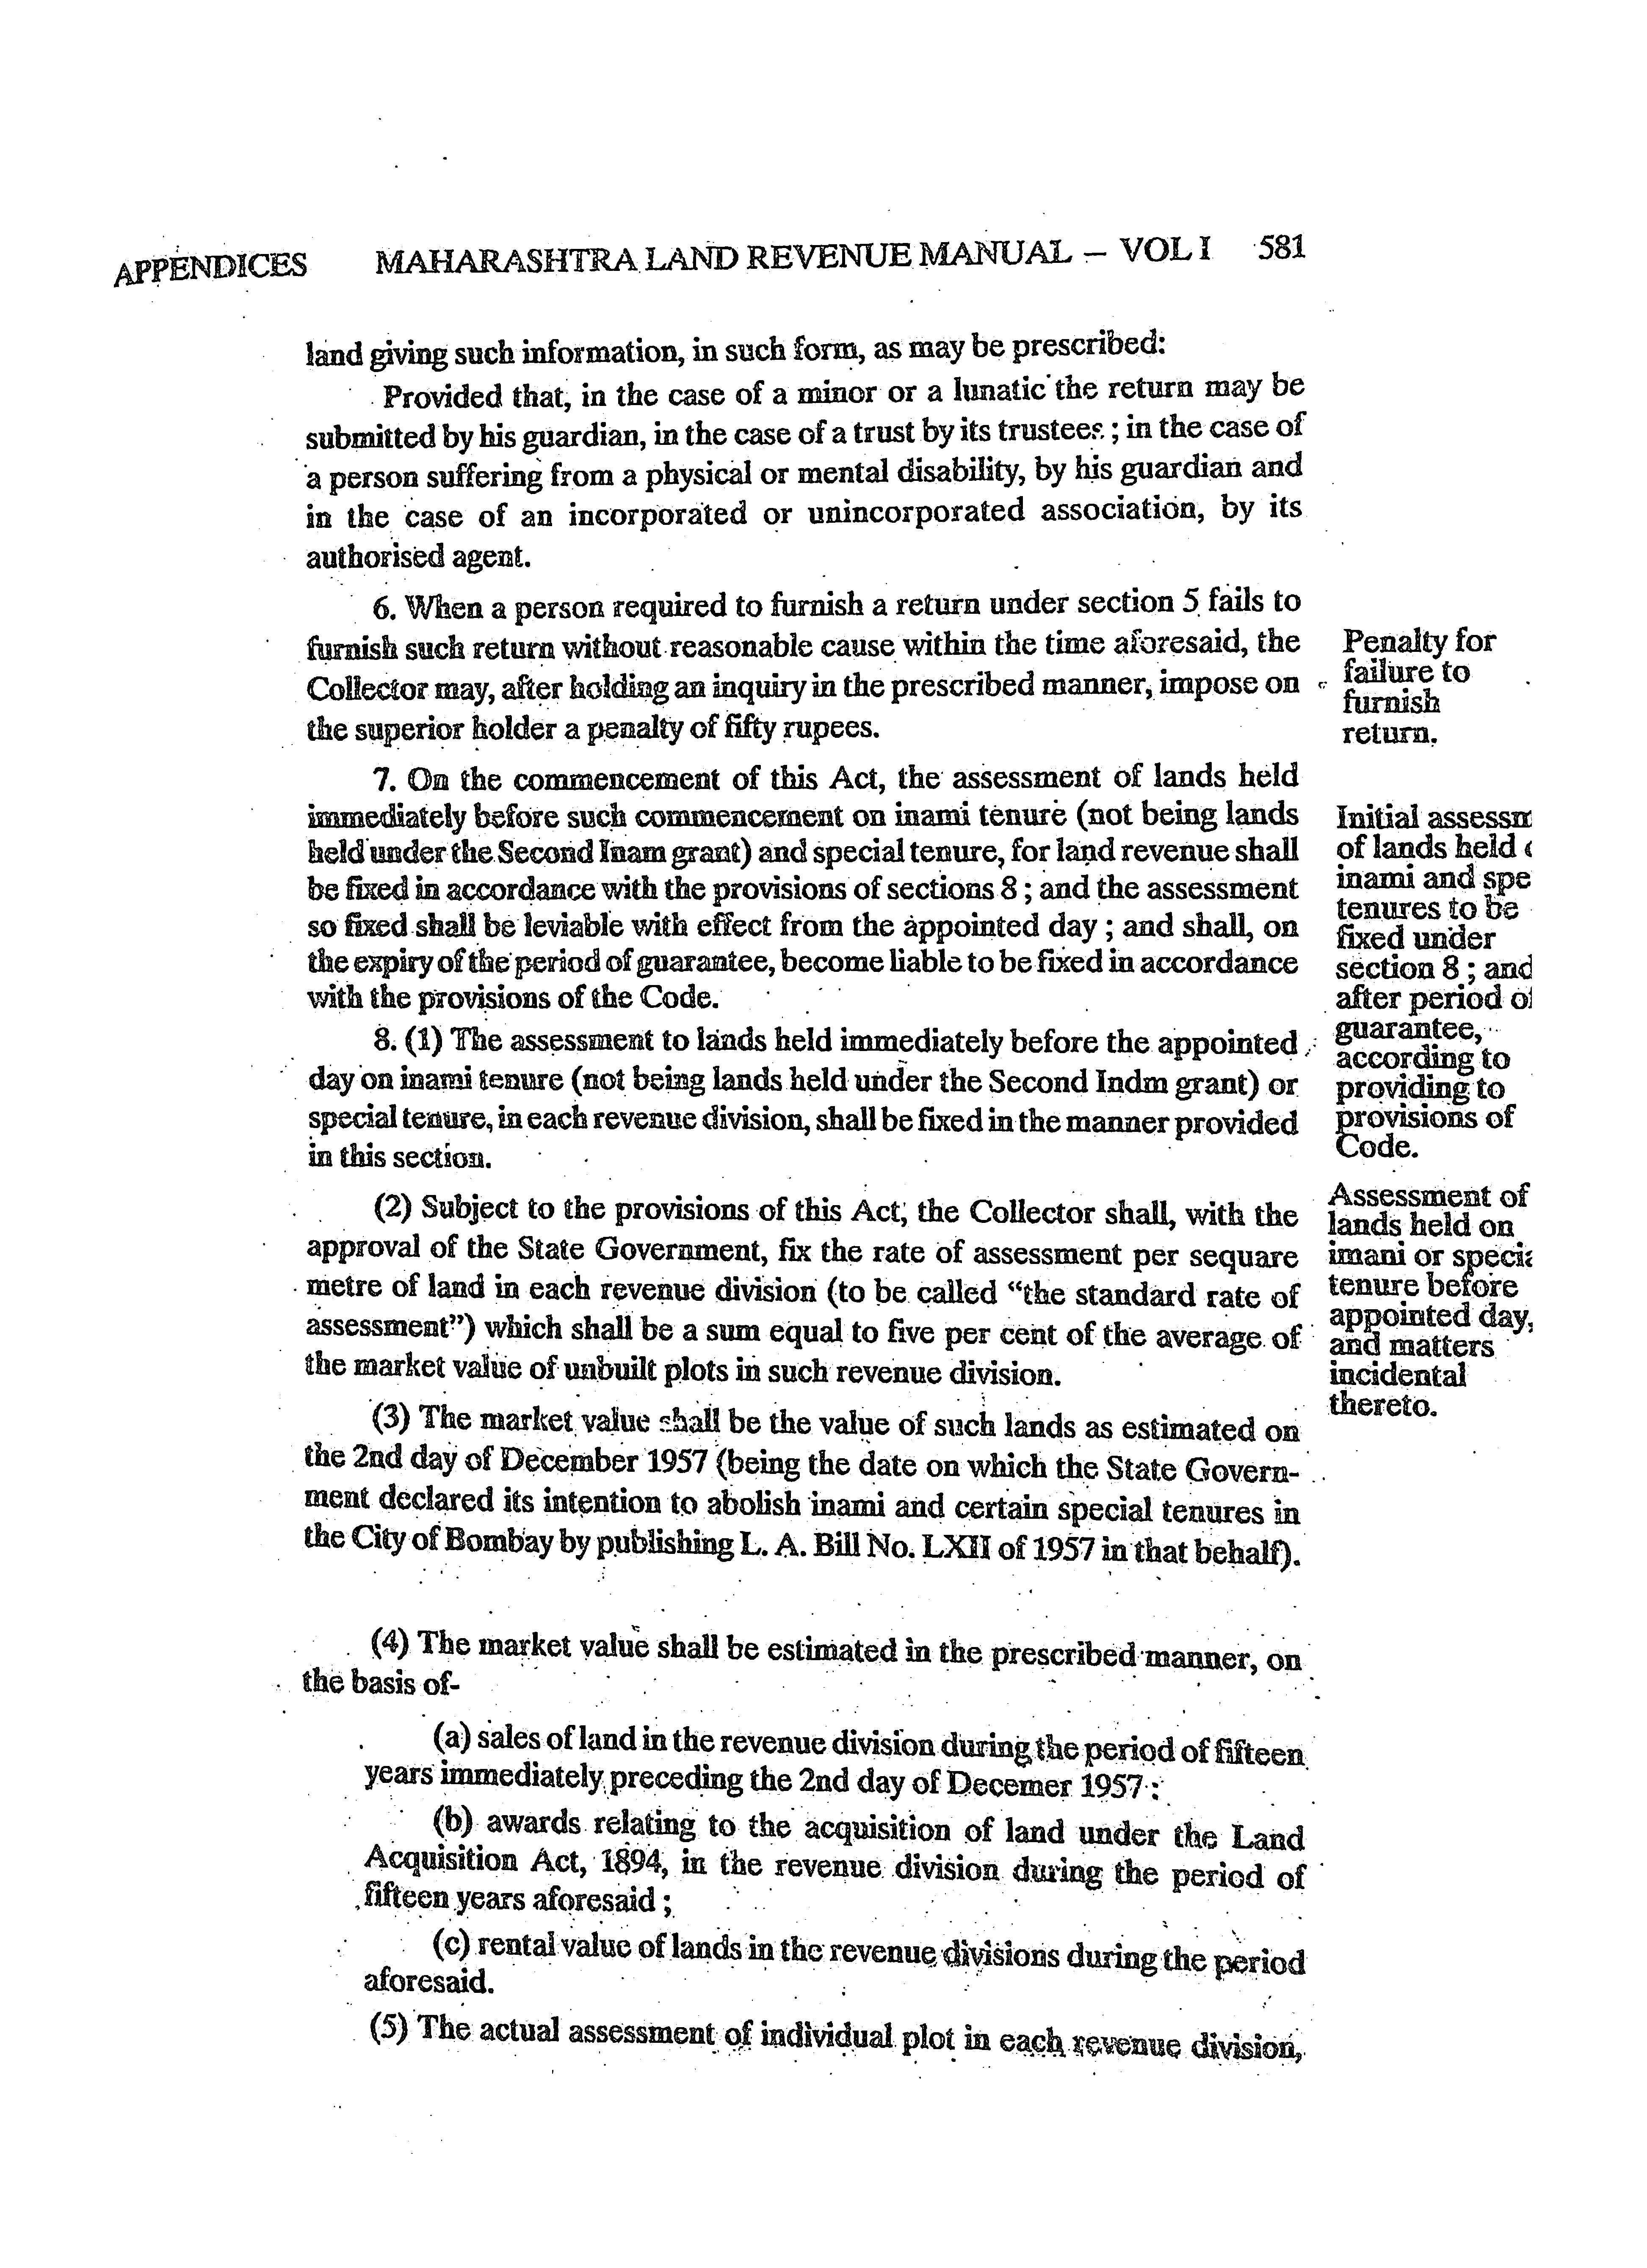 APPENDICES MAHARASHTRA LAND REVENUE MANUAL – VOL I 581
land giving such information, in such form, as may be prescribed:
Provided that, in the case of a minor or a lunatic the return may be
submitted by his guardian, in the case of a trust by its trustees ; in the case of
a person suffering from a physical or mental disability, by his guardian and
in the case of an incorporated or unincorporated association, by its
authorised agent.
6. When a person required to furnish a return under section 5 fails to
furnish such return without reasonable cause within the time aforesaid, the
Collector may, after holding an inquiry in the prescribed manner, impose on
the superior holder a penalty of fifty rupees.
Penalty for
failure to
furnish
return.
7. On the commencement of this Act, the assessment of lands held
immediately before such commencement on inami tenure (not being lands
held under the Second Inam grant) and special tenure, for land revenue shall
be fixed in accordance with the provisions of sections 8 ; and the assessment
so fixed shall be leviable with effect from the appointed day ; and shall, on
the expiry of the period of guarantee, become liable to be fixed in accordance
with the provisions of the Code.
Initial assessm
of lands held
inami and spe
tenures to be
fixed under
section 8 ; and
after period of
guarantee,
according to
providing to
provisions of
Code.
8. (1) The assessment to lands held immediately before the appointed
day on inami tenure (not being lands held under the Second Indm grant) or
special tenure, in each revenue division, shall be fixed in the manner provided
in this section.
(2) Subject to the provisions of this Act, the Collector shall, with the
approval of the State Government, fix the rate of assessment per sequare
metre of land in each revenue division (to be called “the standard rate of
assessment”) which shall be a sum equal to five per cent of the average of
the market value of unbuilt plots in such revenue division.
Assessment of
lands held on
imani or specia
tenure before
appointed day,
and matters
incidental
thereto.
(3) The market value shall be the value of such lands as estimated on
the 2nd day of December 1957 (being the date on which the State Govern-
ment declared its intention to abolish inami and certain special tenures in
the City of Bombay by publishing L. A. Bill No. LXII of 1957 in that behalf).
(4) The market value shall be estimated in the prescribed manner, on
the basis of-
(a) sales of land in the revenue division during the period of fifteen
years immediately preceding the 2nd day of Decemer 1957 :
(b) awards relating to the acquisition of land under the Land
Acquisition Act, 1894, in the revenue division during the period of
fifteen years aforesaid ;
(c) rental value of lands in the revenue divisions during the period
aforesaid.
(5) The actual assessment of individual plot in each revenue division,